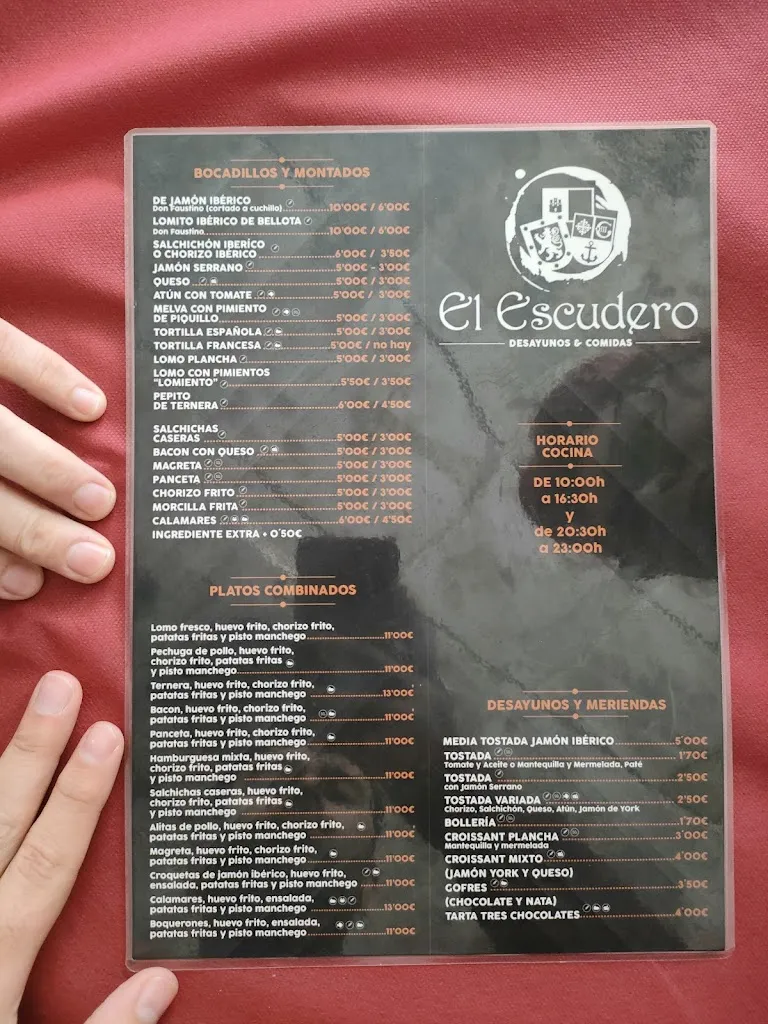 BOCADILLOS Y MONTADOS
DE JAMÓN IBÉRICO
Don Faustino (cortado a cuchillo)..........10'00€ / 6'00€
LOMITO IBÉRICO DE BELLOTA
Don Faustino..........10'00€ / 6'00€
SALCHICHÓN IBERÍCO
O CHORIZO IBÉRICO..........6'00€ / 3'50€
JAMÓN SERRANO..........5'00€ - 3'00€
QUESO..........5'00€ / 3'00€
ATÚN CON TOMATE..........5'00€ / 3'00€
MELVA CON PIMIENTO
DE PIQUILLO..........5'00€ / 3'00€
TORTILLA ESPAÑOLA..........5'00€ / 3'00€
TORTILLA FRANCESA..........5'00€ / no hay
LOMO PLANCHA..........5'00€ / 3'00€
LOMO CON PIMIENTOS
"LOMIENTO"..........5'50€ / 3'50€
PEPITO
DE TERNERA..........6'00€ / 4'50€
SALCHICHAS
CASERAS..........5'00€ / 3'00€
BACON CON QUESO..........5'00€ / 3'00€
MAGRETA..........5'00€ / 3'00€
PANCETA..........5'00€ / 3'00€
CHORIZO FRITO..........5'00€ / 3'00€
MORCILLA FRITA..........5'00€ / 3'00€
CALAMARES..........6'00€ / 4'50€
INGREDIENTE EXTRA • 0'50€
PLATOS COMBINADOS
Lomo fresco, huevo frito, chorizo frito,
patatas fritas y pisto manchego..........11'00€
Pechuga de pollo, huevo frito,
chorizo frito, patatas fritas
y pisto manchego..........11'00€
Ternera, huevo frito, chorizo frito,
patatas fritas y pisto manchego..........13'00€
Bacon, huevo frito, chorizo frito,
patatas fritas y pisto manchego..........11'00€
Panceta, huevo frito, chorizo frito,
patatas fritas y pisto manchego..........11'00€
Hamburguesa mixta, huevo frito,
chorizo frito, patatas fritas
y pisto manchego..........11'00€
Salchichas caseras, huevo frito,
chorizo frito, patatas fritas
y pisto manchego..........11'00€
Alitas de pollo, huevo frito, chorizo frito,
patatas fritas y pisto manchego..........11'00€
Magreta, huevo frito, chorizo frito,
patatas fritas y pisto manchego..........11'00€
Croquetas de jamón ibérico, huevo frito,
ensalada, patatas fritas y pisto manchego..........11'00€
Calamares, huevo frito, ensalada,
patatas fritas y pisto manchego..........13'00€
Boquerones, huevo frito, ensalada,
patatas fritas y pisto manchego..........11'00€
El Escudero
DESAYUNOS & COMIDAS
HORARIO
COCINA
DE 10:00h
a 16:30h
y
de 20:30h
a 23:00h
DESAYUNOS Y MERIENDAS
MEDIA TOSTADA JAMÓN IBÉRICO..........5'00€
TOSTADA..........1'70€
Tomate y Aceite o Mantequilla y Mermelada, Paté
TOSTADA..........2'50€
con Jamón Serrano
TOSTADA VARIADA..........2'50€
Chorizo, Salchichón, Queso, Atún, Jamón de YORK
BOLLERÍA..........1'70€
CROISSANT PLANCHA..........3'00€
Mantequilla y mermelada
CROISSANT MIXTO..........4'00€
(JAMÓN YORK Y QUESO)
GOFRES..........3'50€
(CHOCOLATE Y NATA)
TARTA TRES CHOCOLATES..........4'00€